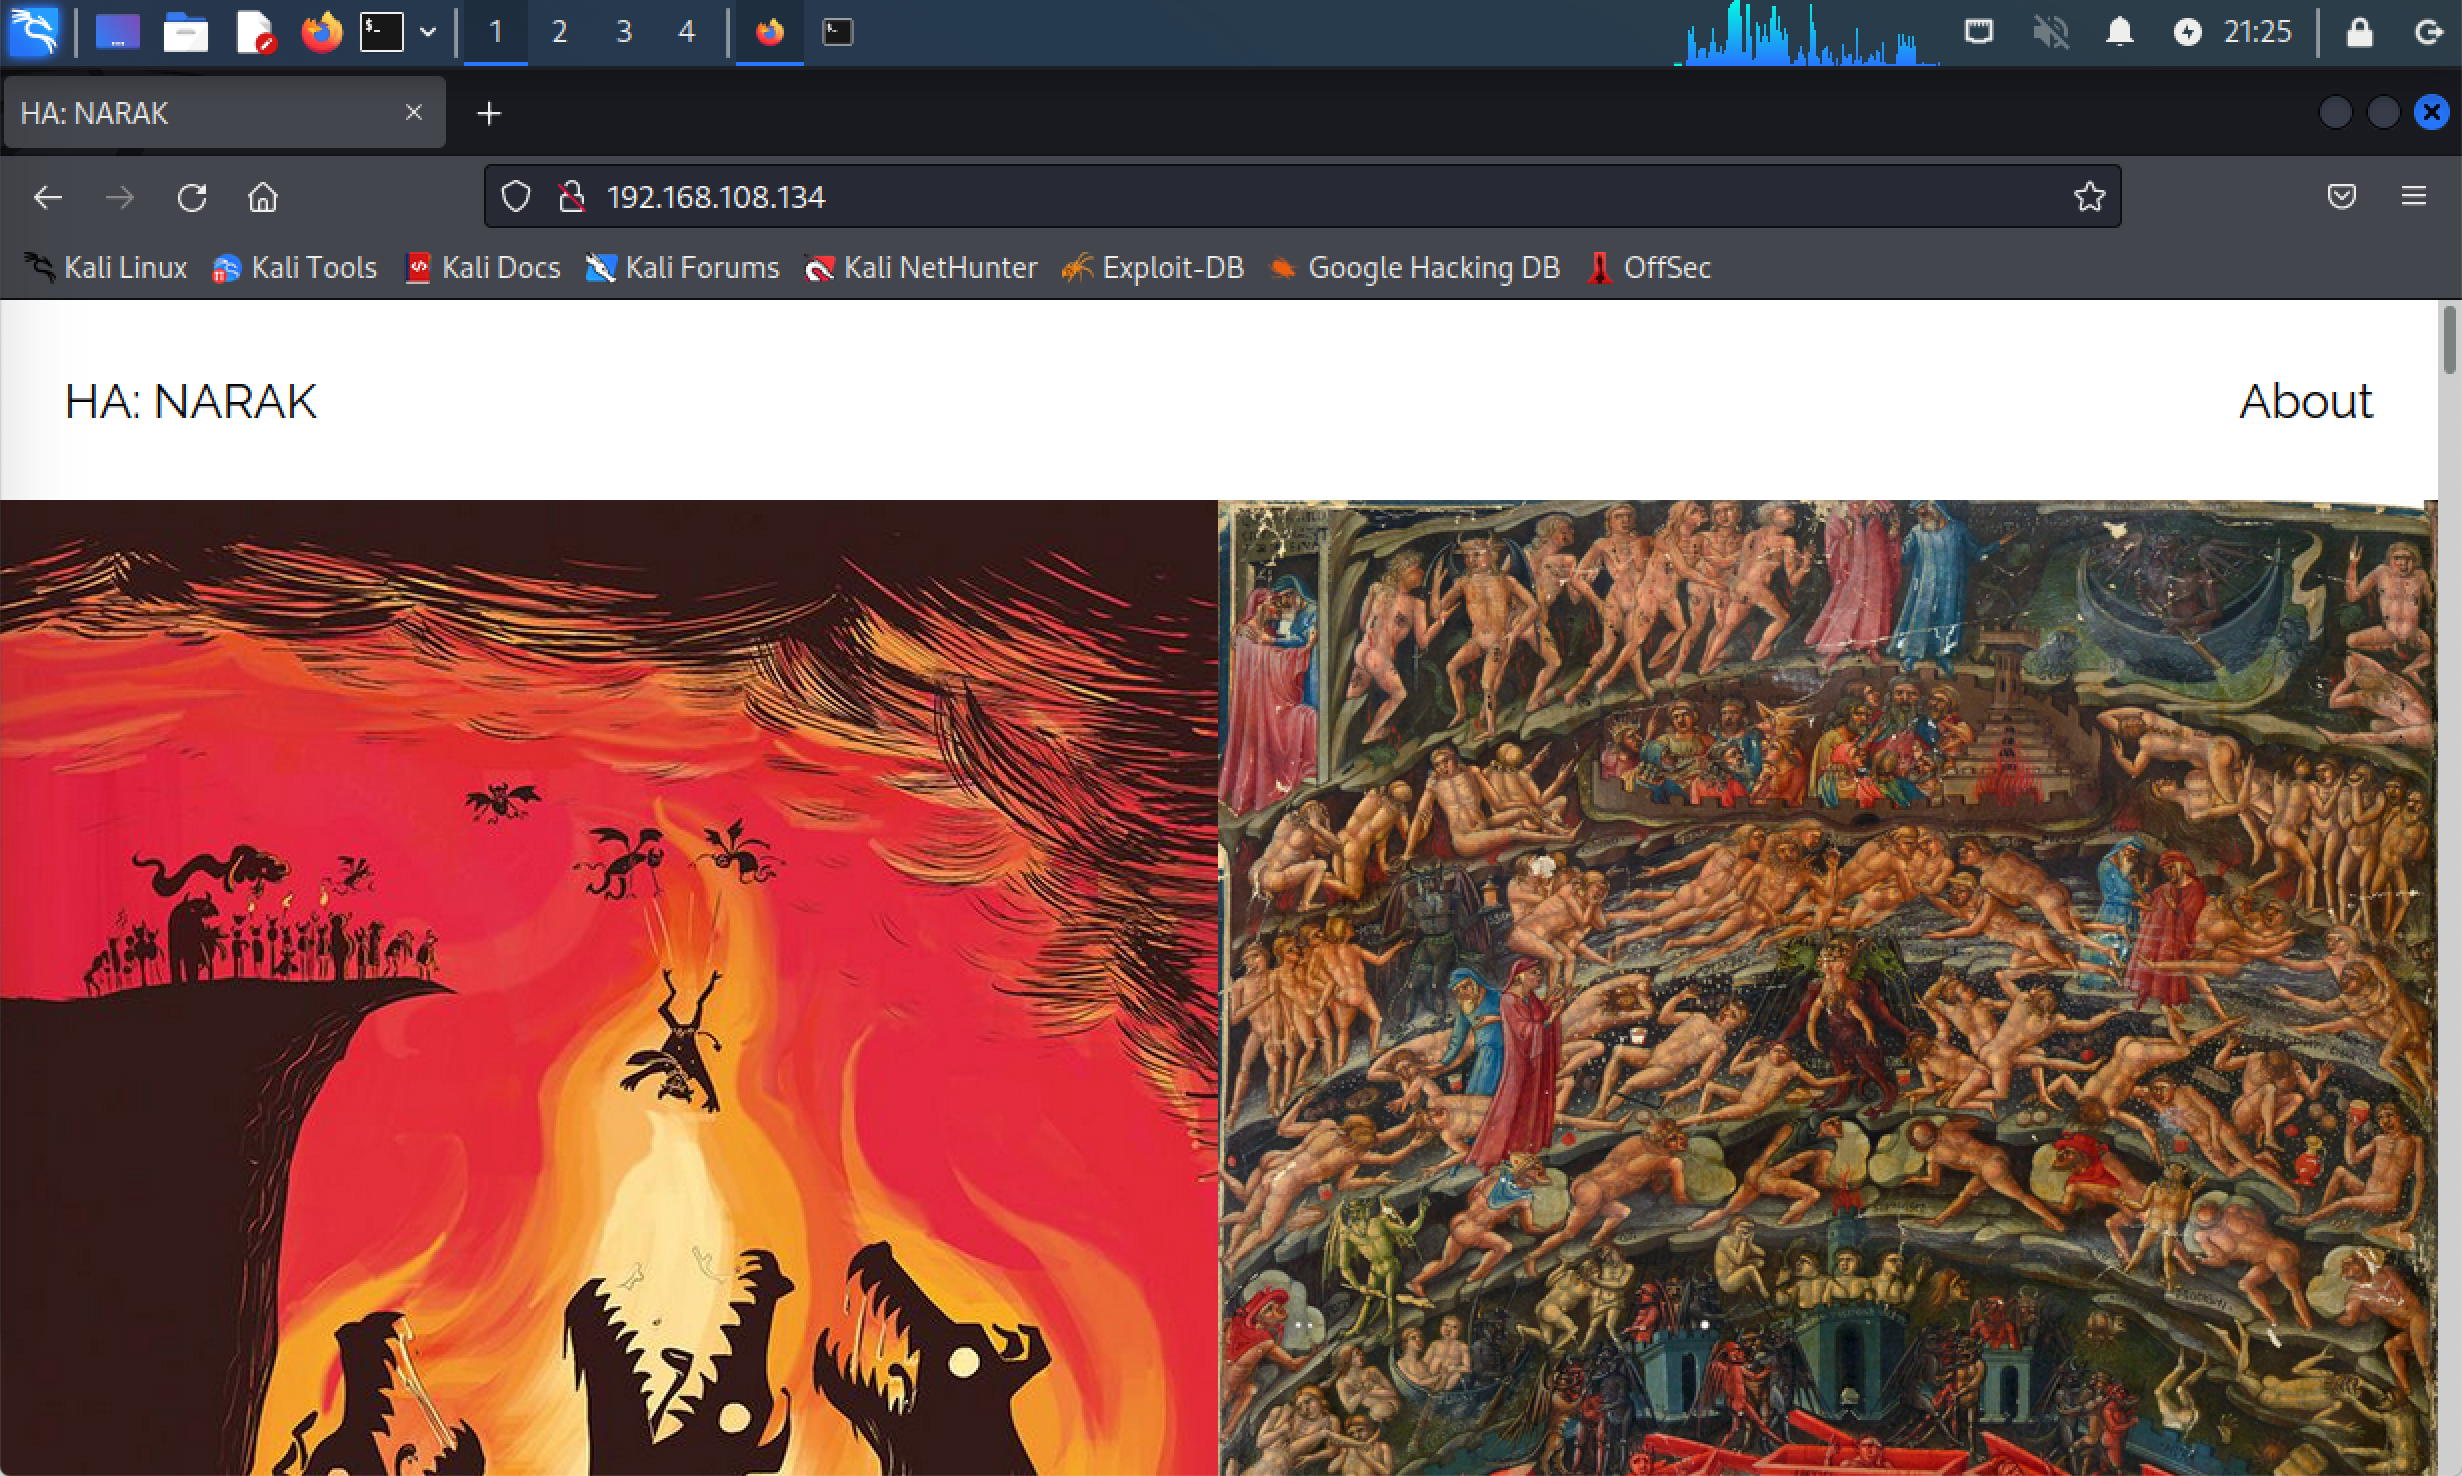 1 2 3 4 21:25
HA: NARAK
192.168.108.134
Kali Linux Kali Tools Kali Docs Kali Forums Kali NetHunter Exploit-DB Google Hacking DB OffSec
HA: NARAK About